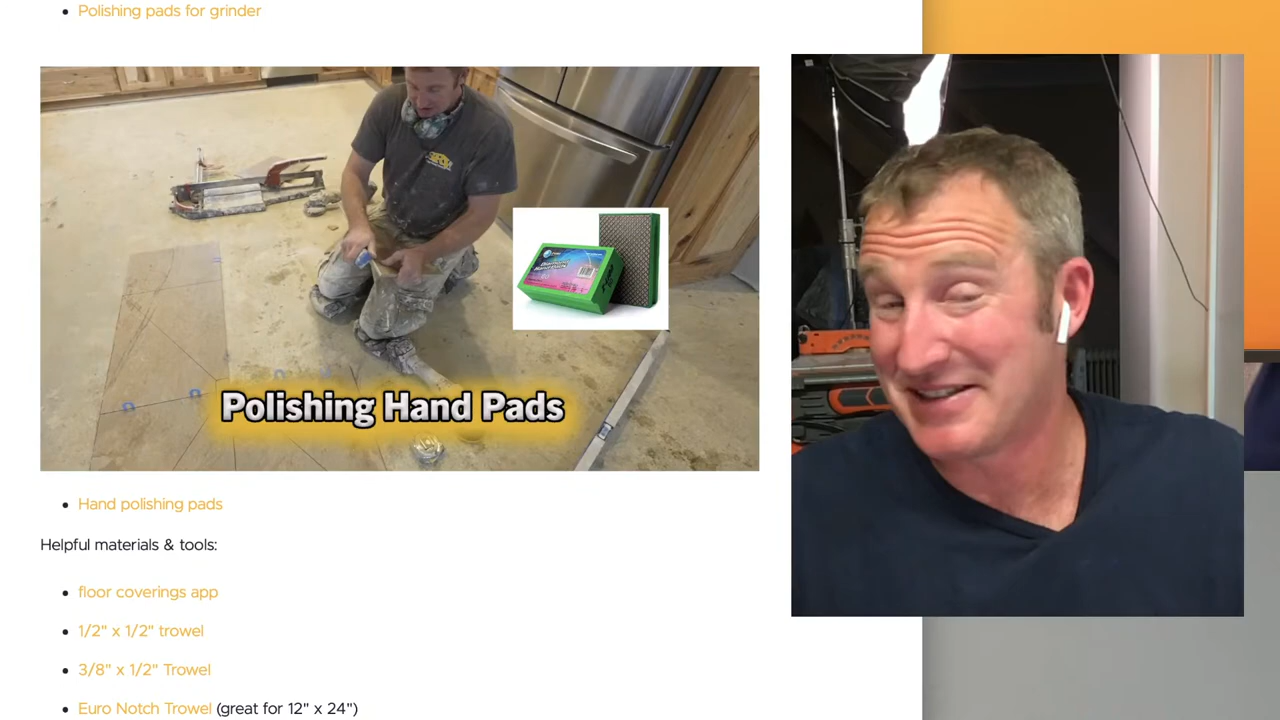 Polishing pads for grinder
Polishing Hand Pads
Hand polishing pads
Helpful materials & tools:
floor coverings app
1/2" x 1/2" trowel
3/8" x 1/2" Trowel
Euro Notch Trowel (great for 12" x 24")